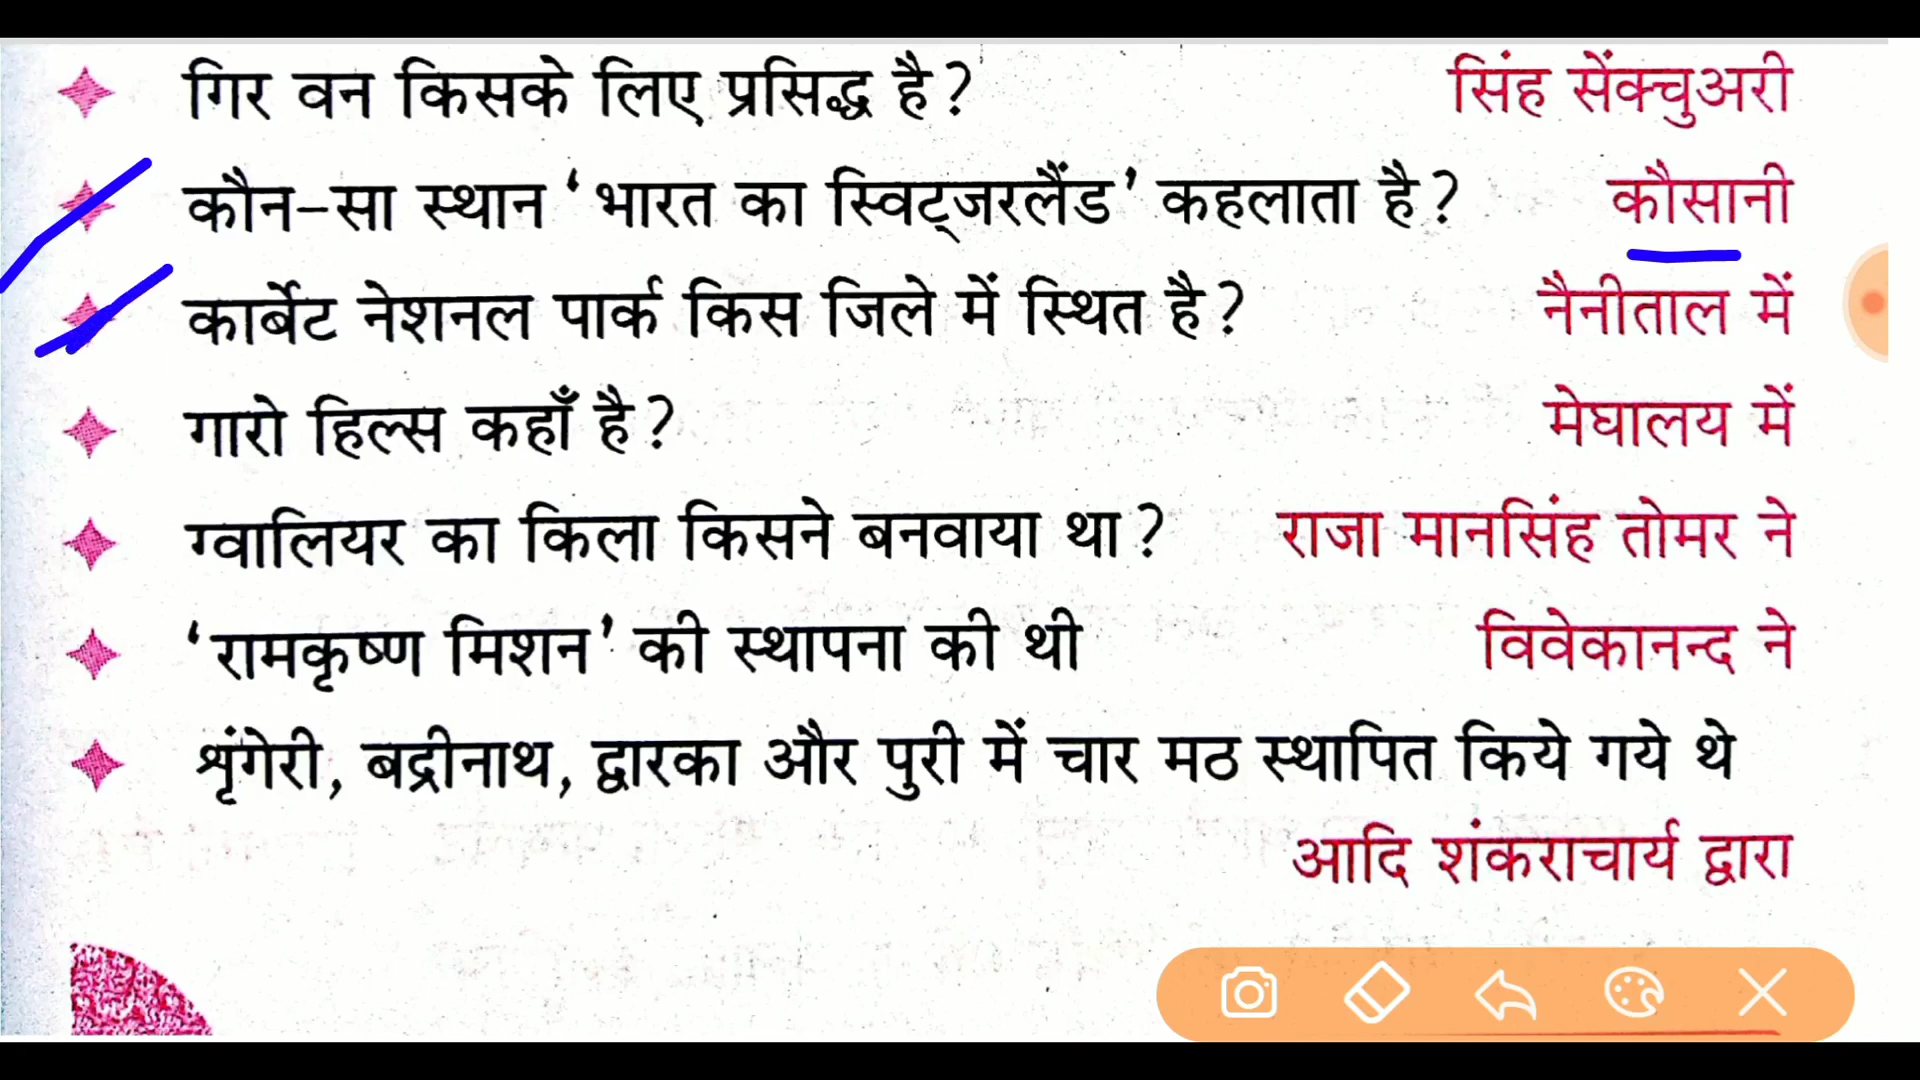 गिर वन किसके लिए प्रसिद्ध है? सिंह सेंक्चुअरी
कौन–सा स्थान ‘भारत का स्विट्जरलैंड’ कहलाता है? कौसानी
कार्बेट नेशनल पार्क किस जिले में स्थित है? नैनीताल में
गारो हिल्स कहाँ है? मेघालय में
ग्वालियर का किला किसने बनवाया था? राजा मानसिंह तोमर ने
‘रामकृष्ण मिशन’ की स्थापना की थी विवेकानन्द ने
शृंगेरी, बद्रीनाथ, द्वारका और पुरी में चार मठ स्थापित किये गये थे
आदि शंकराचार्य द्वारा